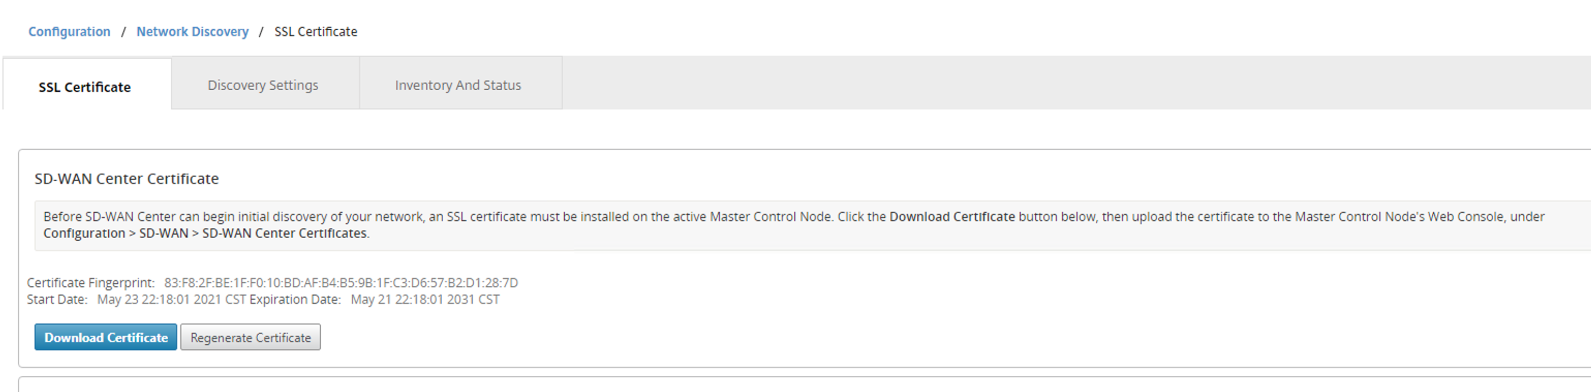 Configuration / Network Discovery / SSL Certificate
SSL Certificate Discovery Settings Inventory And Status
SD-WAN Center Certificate
Before SD-WAN Center can begin initial discovery of your network, an SSL certificate must be installed on the active Master Control Node. Click the Download Certificate button below, then upload the certificate to the Master Control Node's Web Console, under
Configuration > SD-WAN > SD-WAN Center Certificates.
Certificate Fingerprint: 83:F8:2F:BE:1F:F0:10:BD:AF:B4:B5:9B:1F:C3:D6:57:B2:D1:28:7D
Start Date: May 23 22:18:01 2021 CST Expiration Date: May 21 22:18:01 2031 CST
Download Certificate Regenerate Certificate